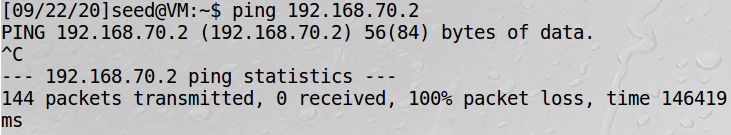 [09/22/20]seed@VM:~$ ping 192.168.70.2
PING 192.168.70.2 (192.168.70.2) 56(84) bytes of data.
^C
--- 192.168.70.2 ping statistics ---
144 packets transmitted, 0 received, 100% packet loss, time 146419
ms